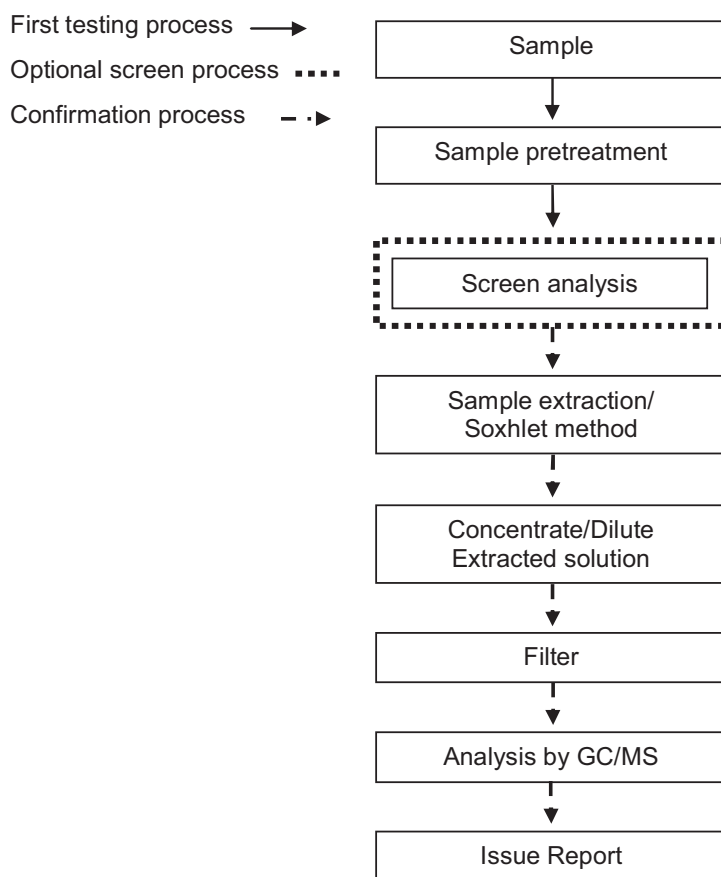 First testing process
Optional screen process
Confirmation process
Sample
Sample pretreatment
Screen analysis
Sample extraction/
Soxhlet method
Concentrate/Dilute
Extracted solution
Filter
Analysis by GC/MS
Issue Report